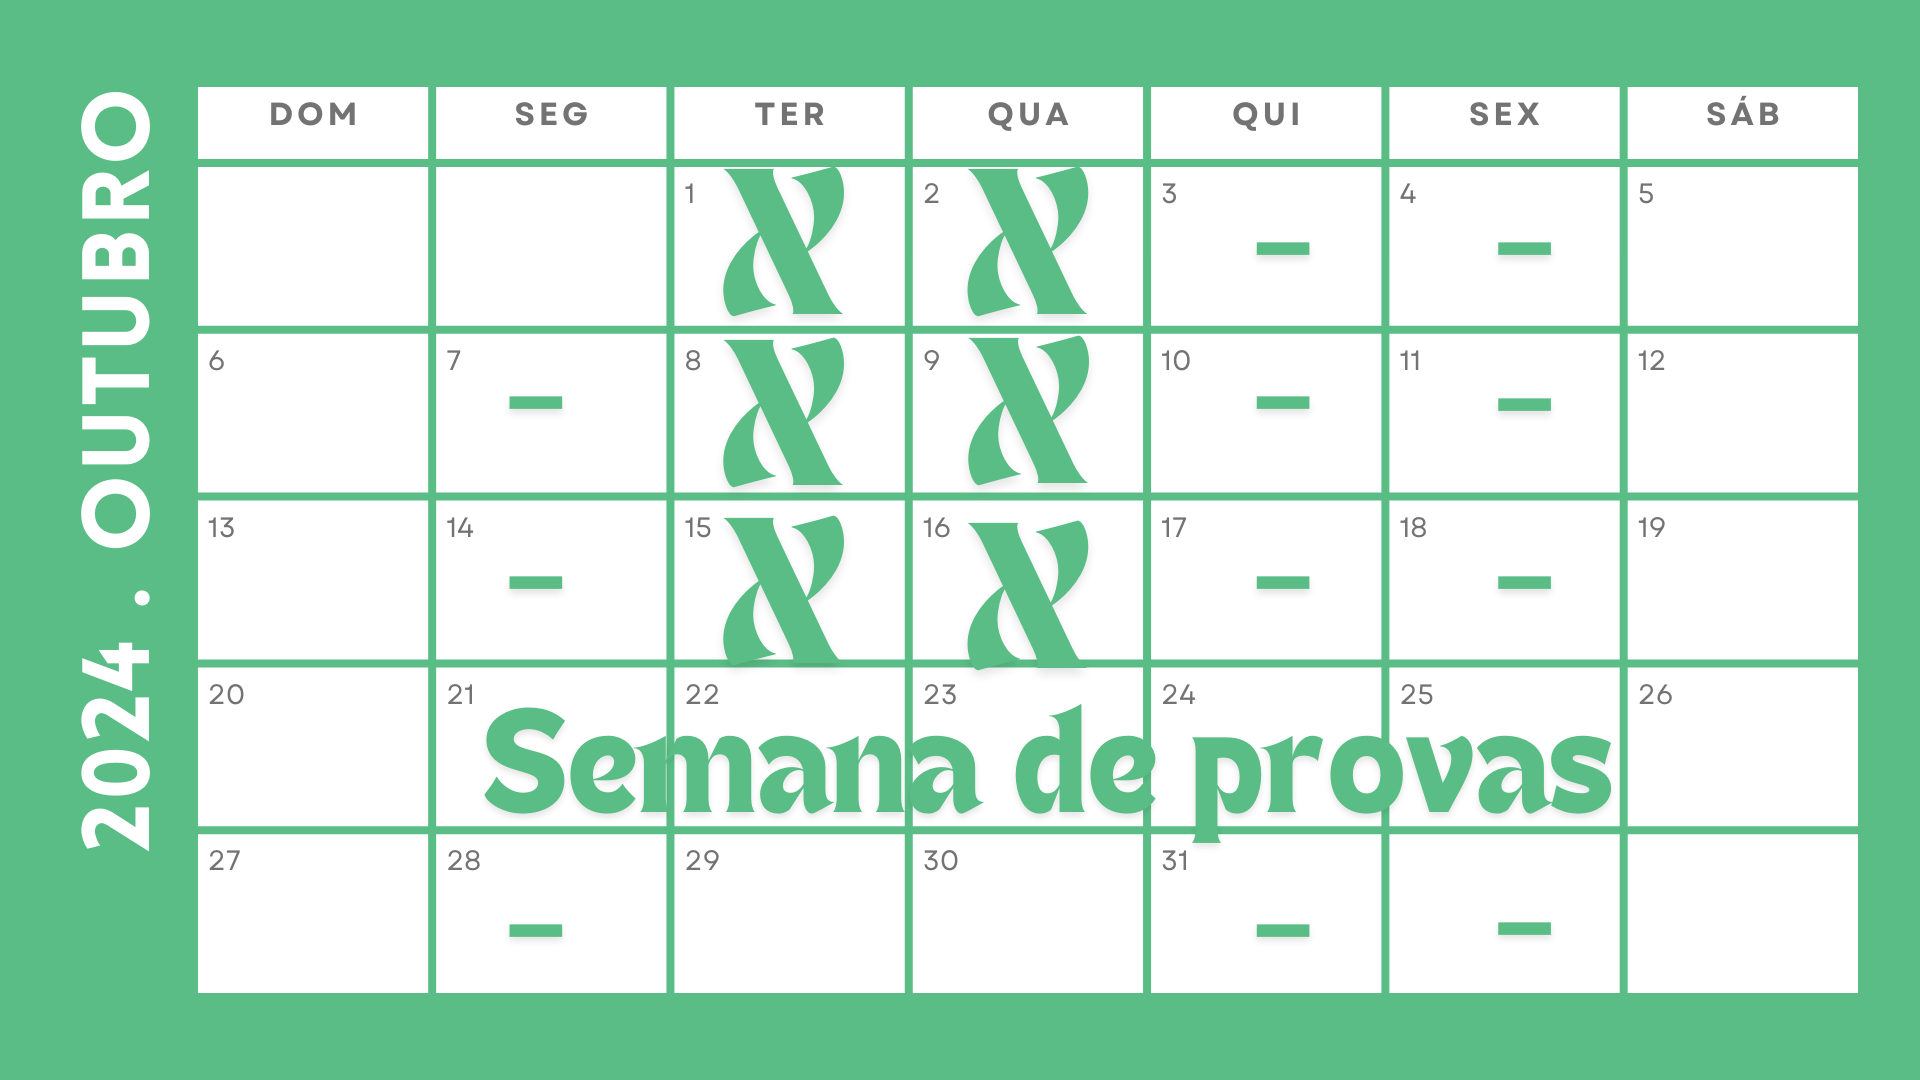 2024 . OUTUBRO
DOM SEG TER QUA QUI SEX SÁB
1 X 2 X 3 – 4 – 5
6 7 – 8 X 9 X 10 – 11 – 12
13 14 – 15 X 16 X 17 – 18 – 19
20 21 22 23 24 25 26
Semana de provas
27 28 – 29 30 31 – –